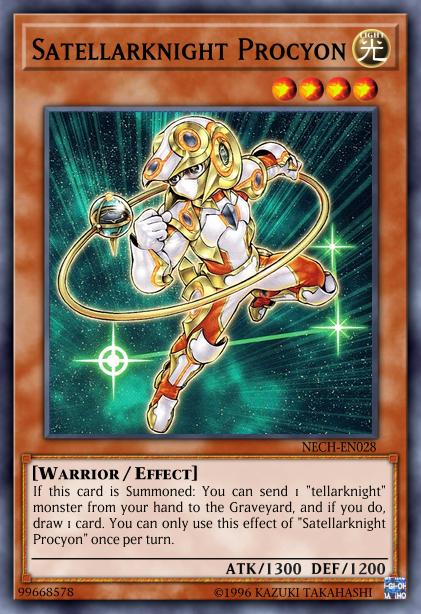 SATELLARKNIGHT PROCYON
LIGHT
光
NECH-EN028
[WARRIOR / EFFECT]
If this card is Summoned: You can send 1 "tellarknight"
monster from your hand to the Graveyard, and if you do,
draw 1 card. You can only use this effect of "Satellarknight
Procyon" once per turn.
ATK/1300 DEF/1200
99668578
©1996 KAZUKI TAKAHASHI